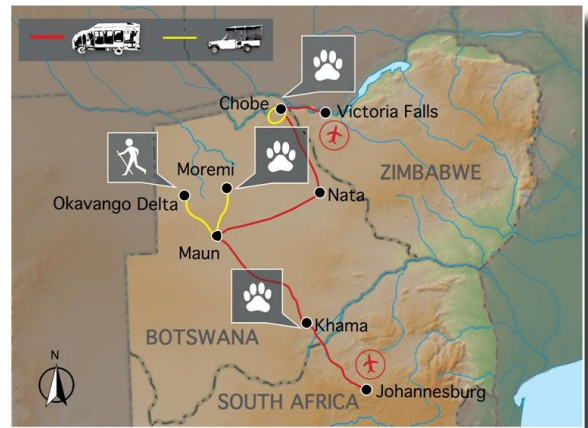 Chobe
Victoria Falls
Moremi
ZIMBABWE
Okavango Delta
Nata
Maun
Khama
BOTSWANA
N
Johannesburg
SOUTH AFRICA